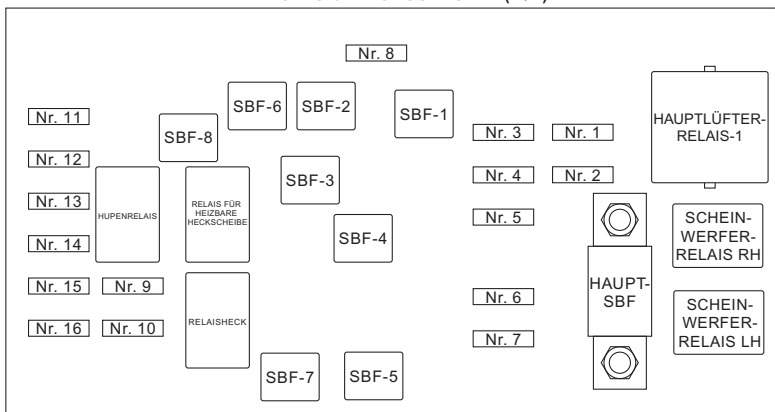 Nr. 8
SBF-6
SBF-2
SBF-1
SBF-8
Nr. 11
Nr. 12
Nr. 13
Nr. 14
Nr. 15
Nr. 16
Nr. 9
Nr. 10
HUPENRELAIS
RELAIS FÜR
HEIZBARE
HECKSCHEIBE
RELAISHECK
SBF-3
SBF-4
SBF-7
SBF-5
Nr. 3
Nr. 1
Nr. 4
Nr. 2
Nr. 5
Nr. 6
Nr. 7
HAUPTLÜFTER-
RELAIS-1
HAUPT-
SBF
SCHEIN-
WERFER-
RELAIS RH
SCHEIN-
WERFER-
RELAIS LH